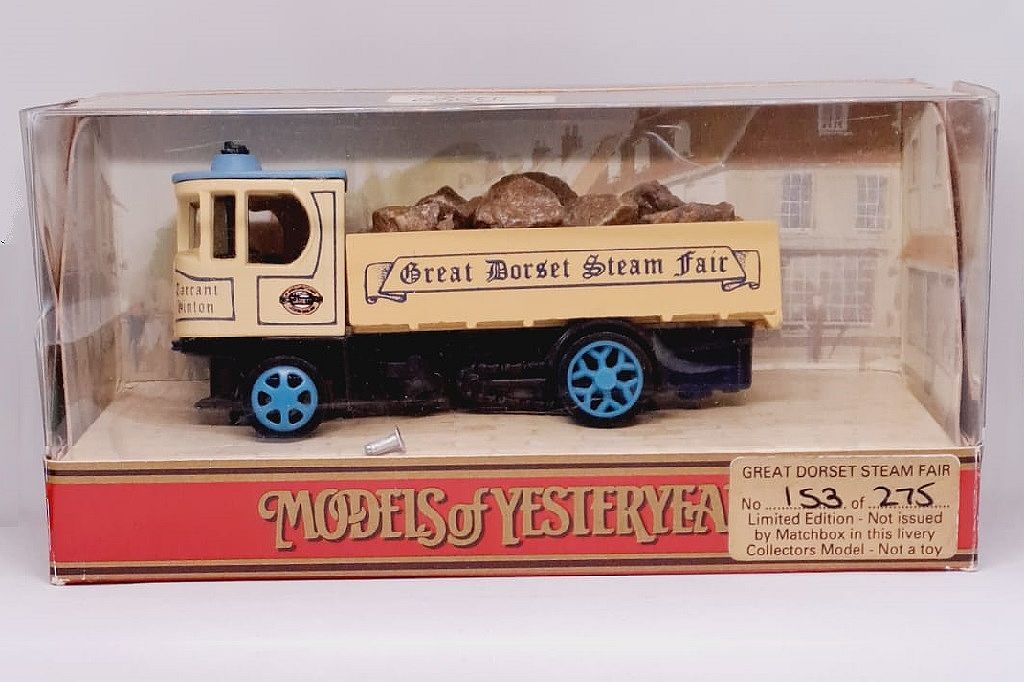 Great Dorset Steam Fair
Tarrant
Hinton
MODELS of YESTERYEA
GREAT DORSET STEAM FAIR
No 153 of 275
Limited Edition - Not issued
by Matchbox in this livery
Collectors Model - Not a toy